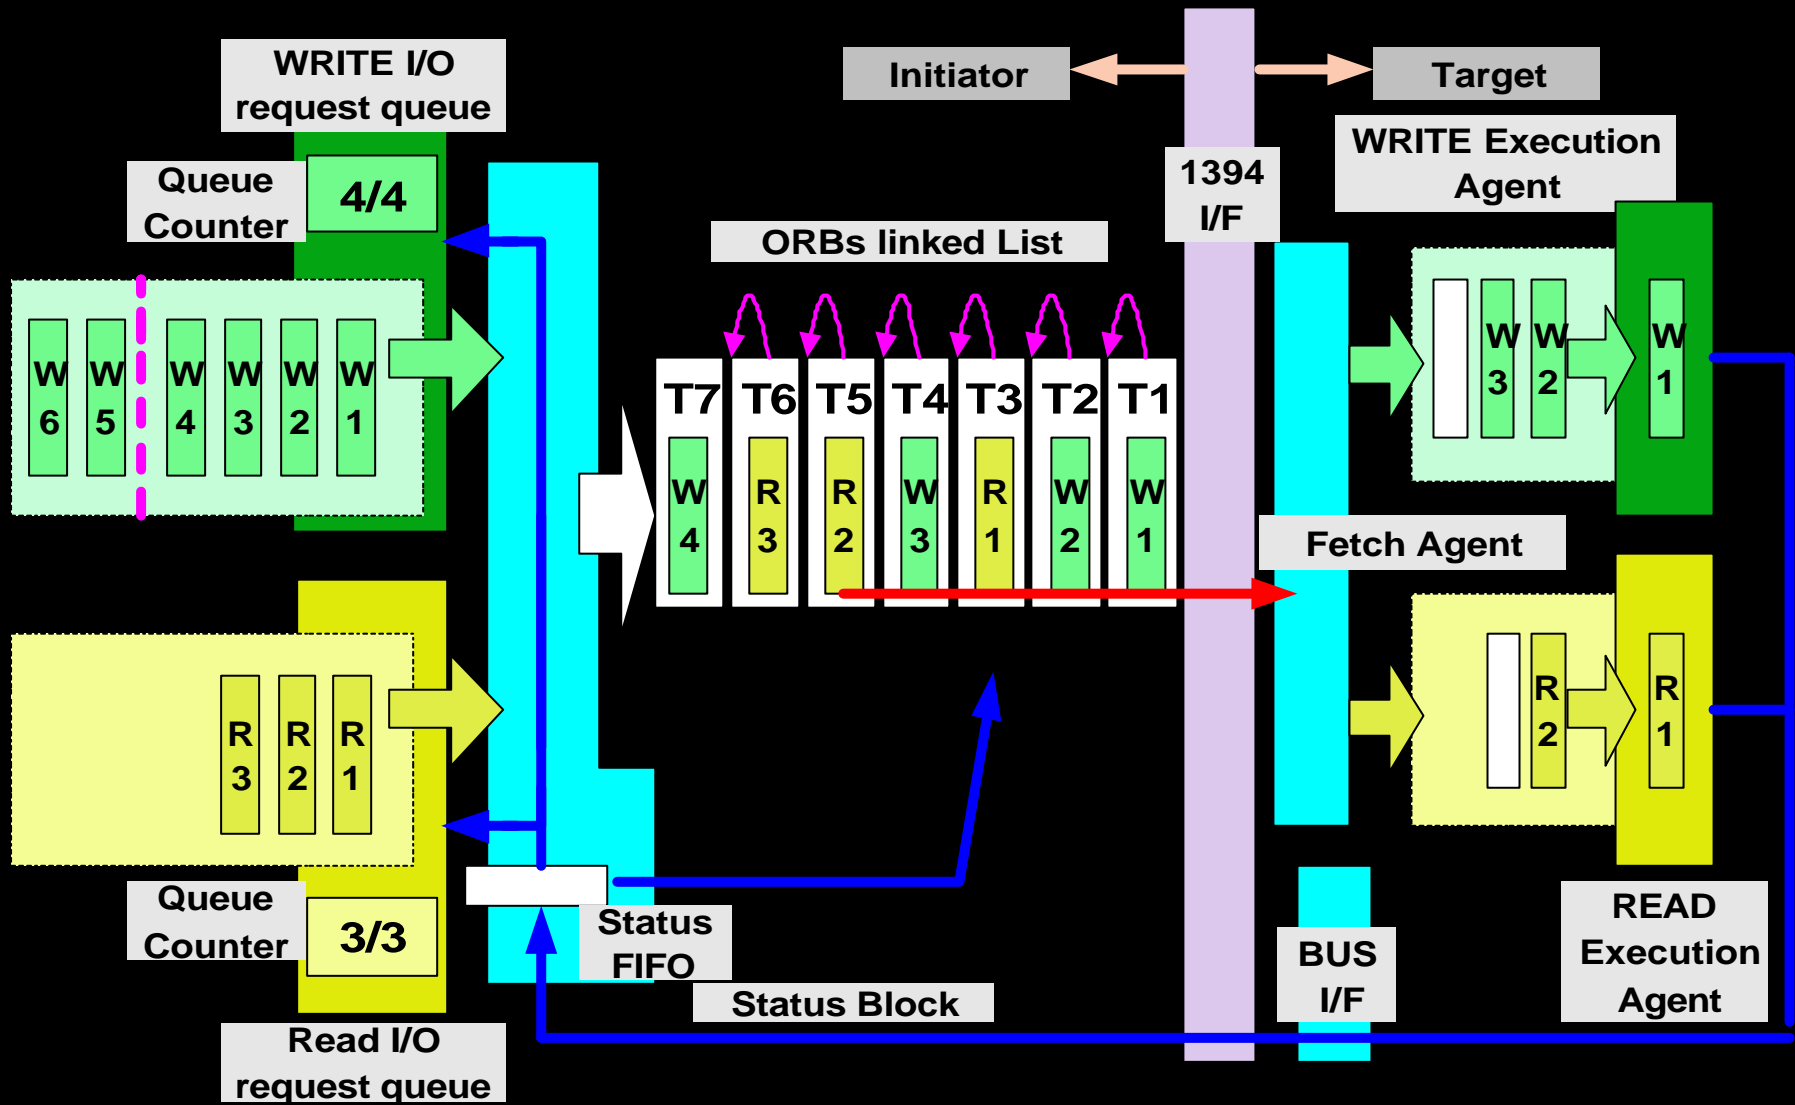 WRITE I/O
request queue
Initiator
Target
WRITE Execution
Agent
Queue
Counter
4/4
1394
I/F
ORBs linked List
W
6
W
5
W
4
W
3
W
2
W
1
T7
T6
T5
T4
T3
T2
T1
W
4
R
3
R
2
W
3
R
1
W
2
W
1
W
3
W
2
W
1
Fetch Agent
R
3
R
2
R
1
R
2
R
1
Queue
Counter
3/3
Status
FIFO
Status Block
BUS
I/F
READ
Execution
Agent
Read I/O
request queue